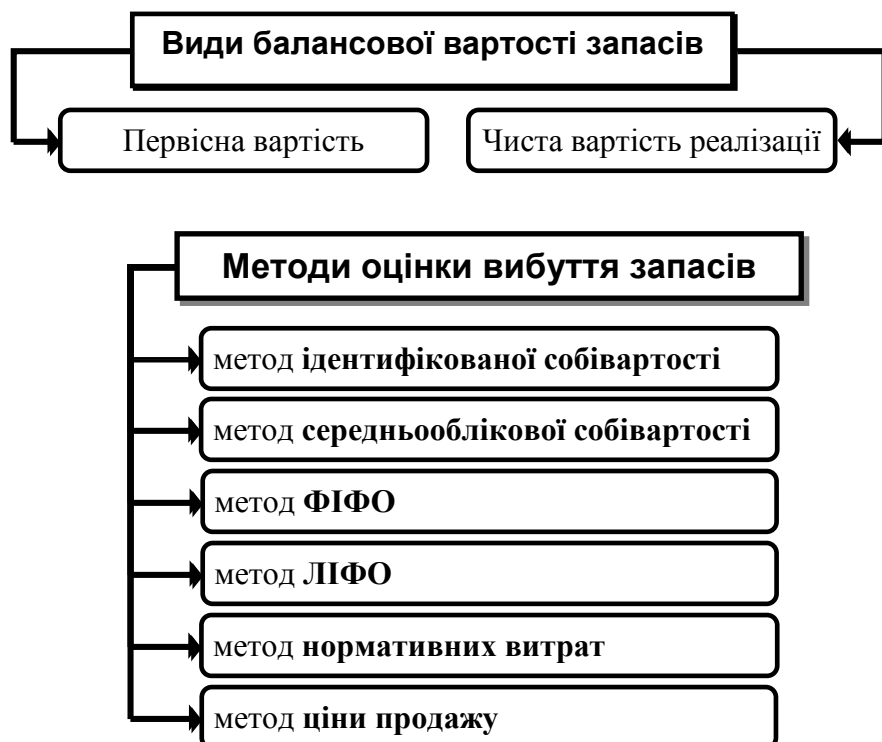 Види балансової вартості запасів
Первісна вартість
Чиста вартість реалізації
Методи оцінки вибуття запасів
метод ідентифікованої собівартості
метод середньооблікової собівартості
метод ФІФО
метод ЛІФО
метод нормативних витрат
метод ціни продажу